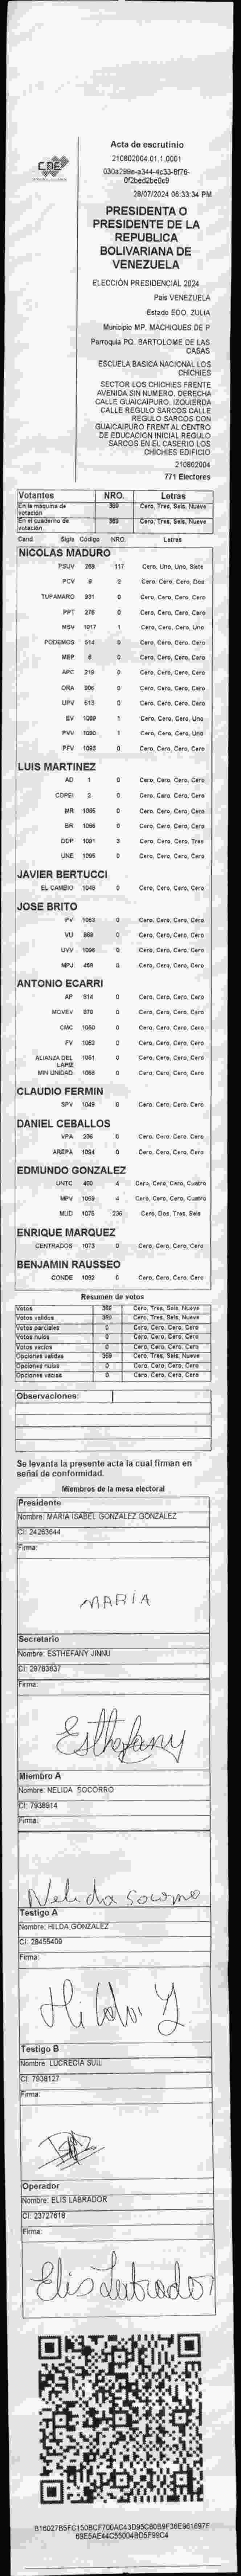 CNE
Acta de escrutinio
210802004.01.1.0001
28/07/2024 06:33:34 PM
PRESIDENTA O
PRESIDENTE DE LA
REPUBLICA
BOLIVARIANA DE
VENEZUELA
ELECCIÓN PRESIDENCIAL 2024
País VENEZUELA
Estado EDO. ZULIA
Municipio MP. MACHIQUES DE P
Parroquia PQ. BARTOLOME DE LAS
CASAS
ESCUELA BASICA NACIONAL LOS
CHICHIES
SECTOR LOS CHICHIES FRENTE
AVENIDA SIN NUMERO. DERECHA
CALLE GUAICAIPURO. IZQUIERDA
CALLE REGULO SARCOS CALLE
REGULO SARCOS CON
GUAICAIPURO FRENT AL CENTRO
DE EDUCACION INICIAL REGULO
SARCOS EN EL CASERIO LOS
CHICHIES EDIFICIO
210802004
771 Electores
Votantes NRO. Letras
En la máquina de votación 369 Cero, Tres, Seis, Nueve
En el cuaderno de votación 369 Cero, Tres, Seis, Nueve
Cand. Sigla Código NRO. Letras
NICOLAS MADURO
PSUV 268 117 Cero, Uno, Uno, Siete
PCV 9 2 Cero, Cero, Cero, Dos
TUPAMARO 931 0 Cero, Cero, Cero, Cero
PPT 276 0 Cero, Cero, Cero, Cero
MSV 1017 1 Cero, Cero, Cero, Uno
PODEMOS 514 0 Cero, Cero, Cero, Cero
MEP 6 0 Cero, Cero, Cero, Cero
APC 219 0 Cero, Cero, Cero, Cero
ORA 906 0 Cero, Cero, Cero, Cero
UPV 613 0 Cero, Cero, Cero, Cero
EV 1089 1 Cero, Cero, Cero, Uno
PVV 1090 1 Cero, Cero, Cero, Uno
PFV 1093 0 Cero, Cero, Cero, Cero
LUIS MARTINEZ
AD 1 0 Cero, Cero, Cero, Cero
COPEI 2 0 Cero, Cero, Cero, Cero
MR 1065 0 Cero, Cero, Cero, Cero
BR 1066 0 Cero, Cero, Cero, Cero
DDP 1091 3 Cero, Cero, Cero, Tres
UNE 1095 0 Cero, Cero, Cero, Cero
JAVIER BERTUCCI
EL CAMBIO 1048 0 Cero, Cero, Cero, Cero
JOSE BRITO
PV 1053 0 Cero, Cero, Cero, Cero
VU 868 0 Cero, Cero, Cero, Cero
UVV 1096 0 Cero, Cero, Cero, Cero
MPJ 458 0 Cero, Cero, Cero, Cero
ANTONIO ECARRI
AP 914 0 Cero, Cero, Cero, Cero
MOVEV 878 0 Cero, Cero, Cero, Cero
CMC 1050 0 Cero, Cero, Cero, Cero
FV 1052 0 Cero, Cero, Cero, Cero
ALIANZA DEL LAPIZ 1051 0 Cero, Cero, Cero, Cero
MIN UNIDAD 1068 0 Cero, Cero, Cero, Cero
CLAUDIO FERMIN
SPV 1049 0 Cero, Cero, Cero, Cero
DANIEL CEBALLOS
VPA 236 0 Cero, Cero, Cero, Cero
AREPA 1094 0 Cero, Cero, Cero, Cero
EDMUNDO GONZALEZ
UNTC 460 4 Cero, Cero, Cero, Cuatro
MPV 1069 4 Cero, Cero, Cero, Cuatro
MUD 1075 236 Cero, Dos, Tres, Seis
ENRIQUE MARQUEZ
CENTRADOS 1073 0 Cero, Cero, Cero, Cero
BENJAMIN RAUSSEO
CONDE 1092 0 Cero, Cero, Cero, Cero
Resumen de votos
Votos 369 Cero, Tres, Seis, Nueve
Votos validos 369 Cero, Tres, Seis, Nueve
Votos parciales 0 Cero, Cero, Cero, Cero
Votos nulos 0 Cero, Cero, Cero, Cero
Votos vacios 0 Cero, Cero, Cero, Cero
Opciones validas 369 Cero, Tres, Seis, Nueve
Opciones nulas 0 Cero, Cero, Cero, Cero
Opciones vacias 0 Cero, Cero, Cero, Cero
Observaciones:
Se levanta la presente acta la cual firman en
señal de conformidad.
Miembros de la mesa electoral
Presidente
Nombre: MARIA ISABEL GONZALEZ GONZALEZ
CI: 24263644
Firma:
MARIA
Secretario
Nombre: ESTHEFANY JINNU
CI: 29783637
Firma:
Esthefany
Miembro A
Nombre: NELIDA SOCORRO
CI: 7938914
Firma:
Nelida Socorro
Testigo A
Nombre: HILDA GONZALEZ
CI: 28455409
Firma:
Hilda G
Testigo B
Nombre: LUCRECIA SUIL
CI: 7938127
Firma:
Operador
Nombre: ELIS LABRADOR
CI: 23727618
Firma:
Elis Labrador